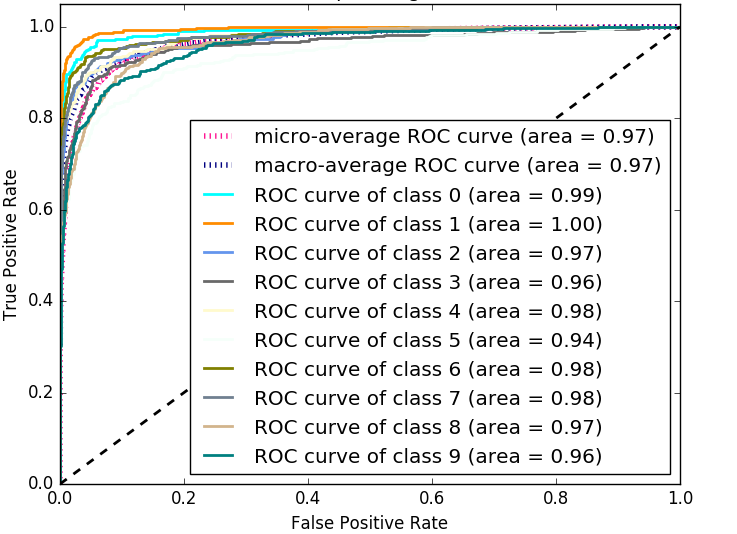 1.0
0.8
0.6
0.4
0.2
0.0
True Positive Rate
micro-average ROC curve (area = 0.97)
macro-average ROC curve (area = 0.97)
ROC curve of class 0 (area = 0.99)
ROC curve of class 1 (area = 1.00)
ROC curve of class 2 (area = 0.97)
ROC curve of class 3 (area = 0.96)
ROC curve of class 4 (area = 0.98)
ROC curve of class 5 (area = 0.94)
ROC curve of class 6 (area = 0.98)
ROC curve of class 7 (area = 0.98)
ROC curve of class 8 (area = 0.97)
ROC curve of class 9 (area = 0.96)
0.0 0.2 0.4 0.6 0.8 1.0
False Positive Rate